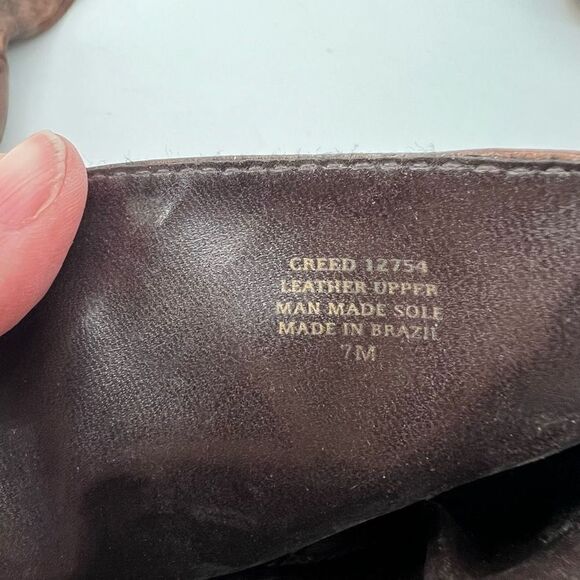 CREED 12754
LEATHER UPPER
MAN MADE SOLE
MADE IN BRAZIL
7M